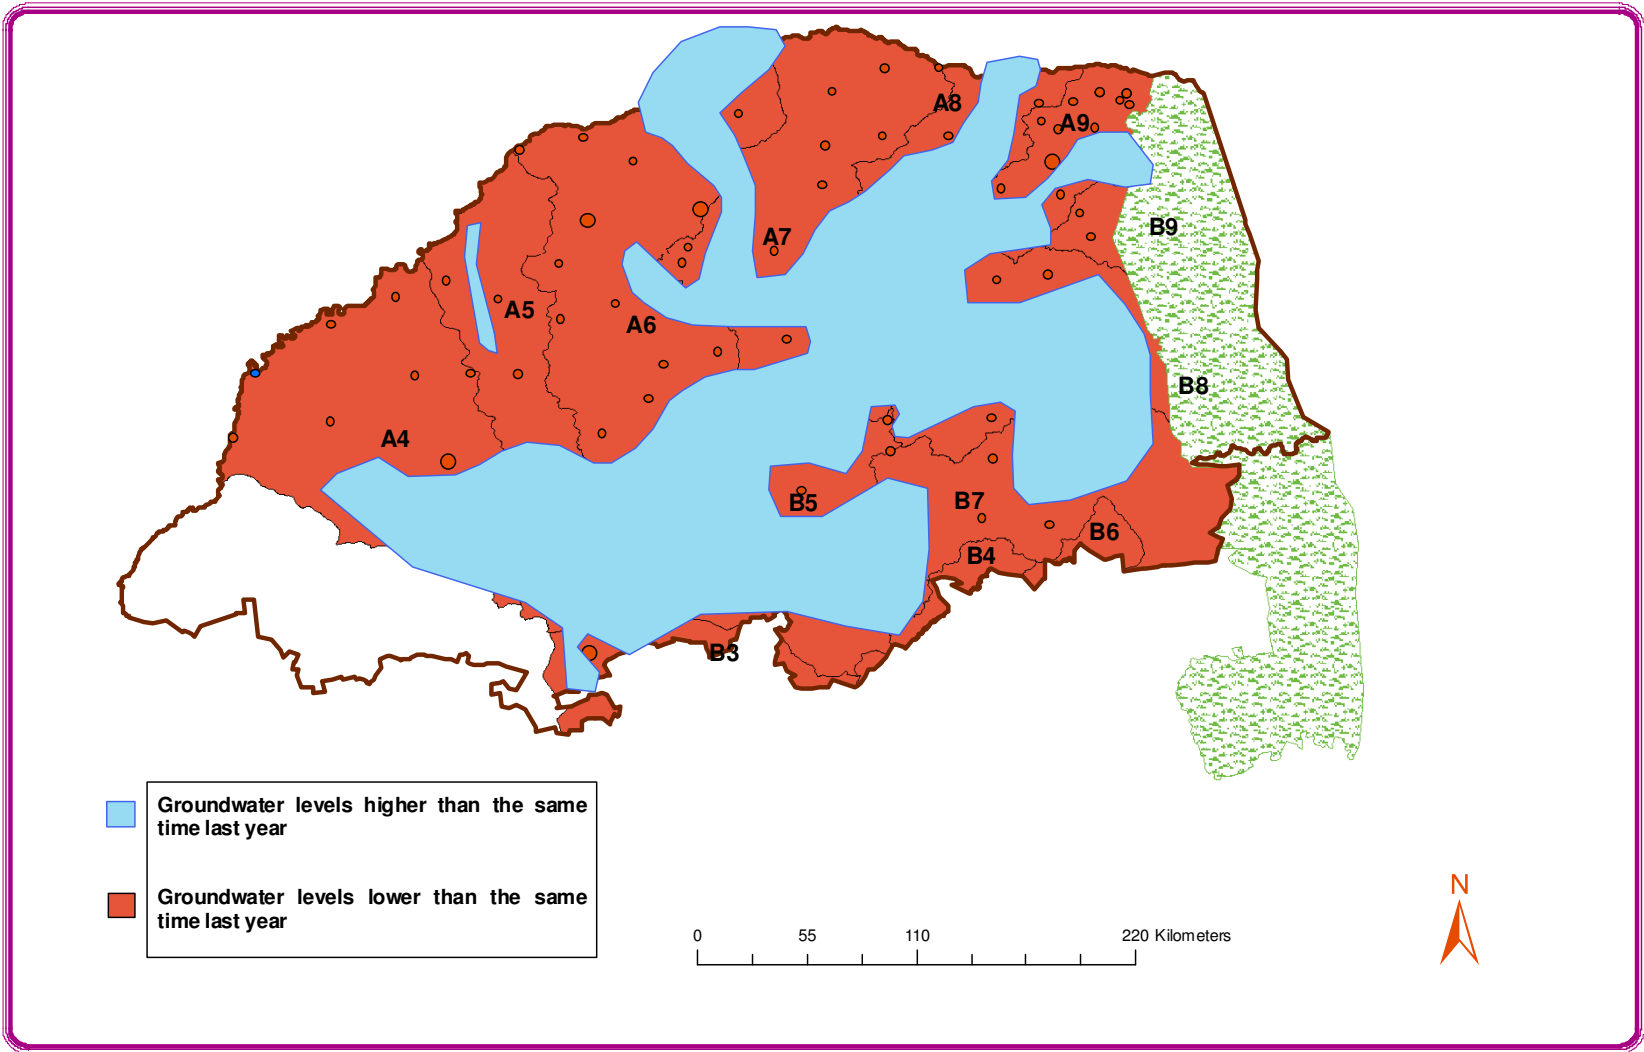 A8
A9
B9
A7
A5
A6
B8
A4
B5
B7
B6
B4
B3
Groundwater levels higher than the same
time last year
Groundwater levels lower than the same
time last year
N
0 55 110 220 Kilometers